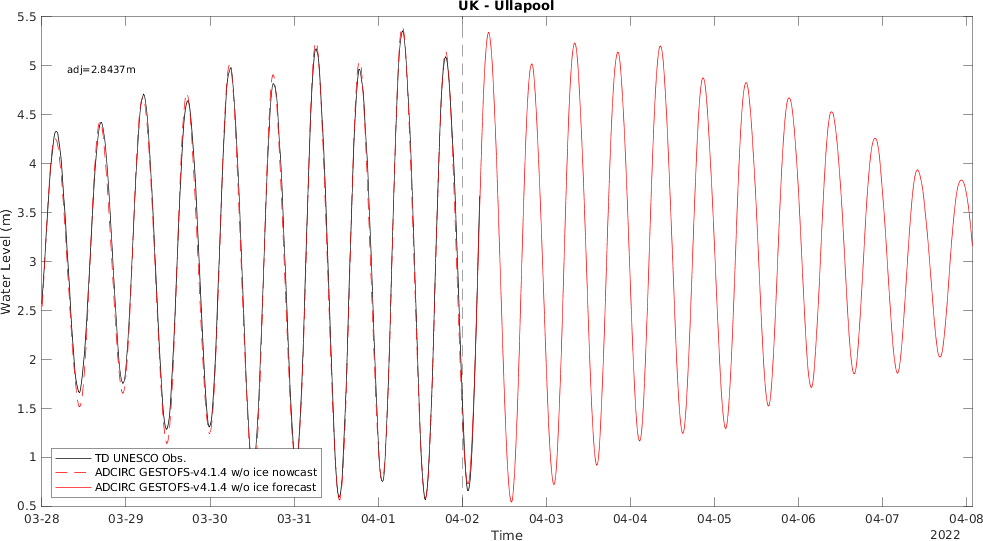 UK - Ullapool
adj=2.8437m
5.5
5
4.5
4
3.5
3
2.5
2
1.5
1
0.5
Water Level (m)
TD UNESCO Obs.
ADCIRC GESTOFS-v4.1.4 w/o ice nowcast
ADCIRC GESTOFS-v4.1.4 w/o ice forecast
03-28 03-29 03-30 03-31 04-01 04-02 04-03 04-04 04-05 04-06 04-07 04-08
Time
2022